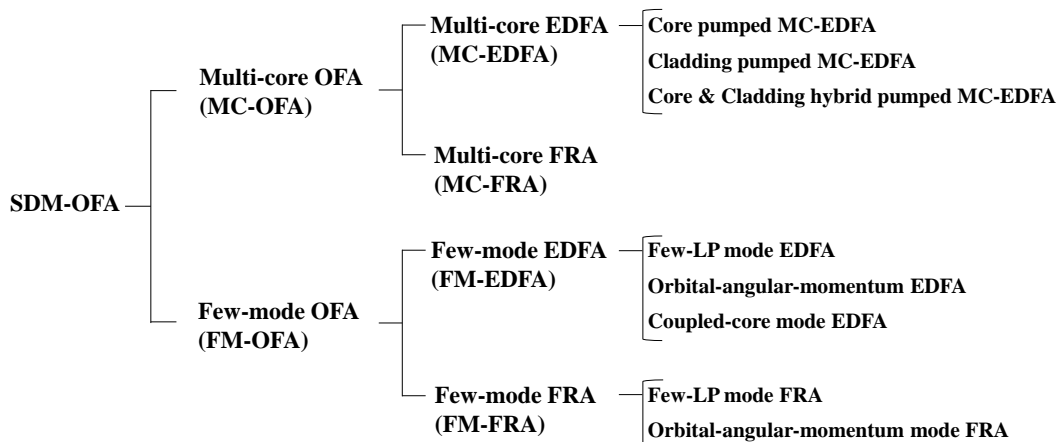 SDM-OFA
Multi-core OFA
(MC-OFA)
Multi-core EDFA
(MC-EDFA)
Core pumped MC-EDFA
Cladding pumped MC-EDFA
Core & Cladding hybrid pumped MC-EDFA
Multi-core FRA
(MC-FRA)
Few-mode OFA
(FM-OFA)
Few-mode EDFA
(FM-EDFA)
Few-LP mode EDFA
Orbital-angular-momentum EDFA
Coupled-core mode EDFA
Few-mode FRA
(FM-FRA)
Few-LP mode FRA
Orbital-angular-momentum mode FRA